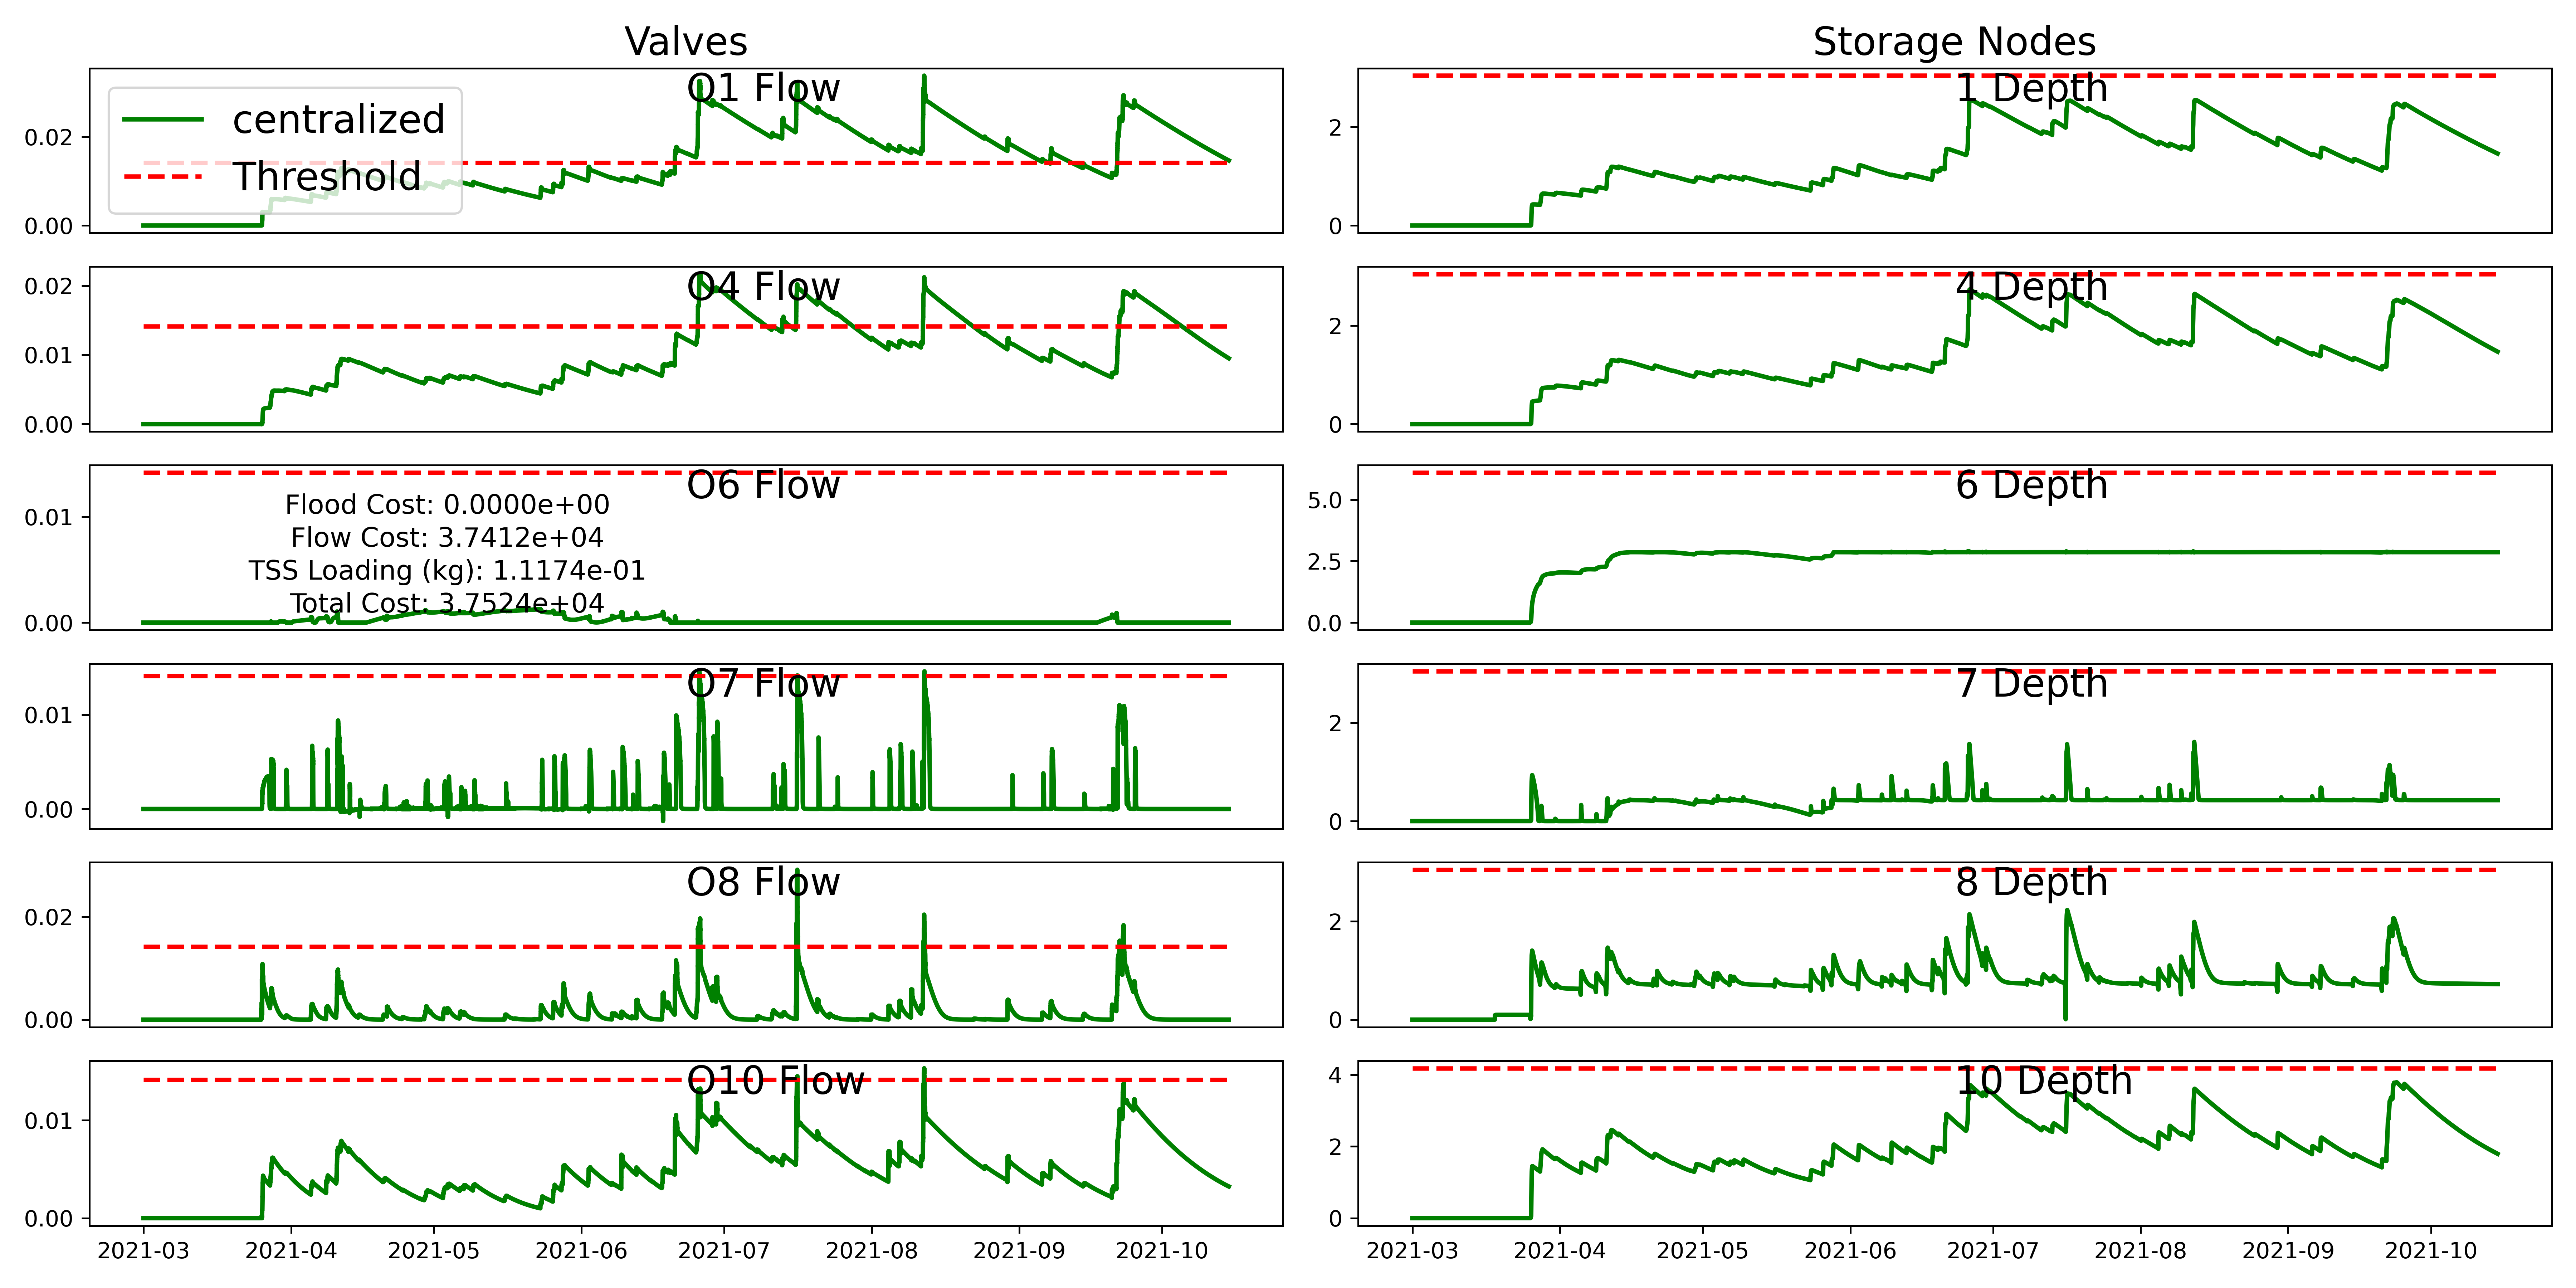 Valves
O1 Flow
centralized
Threshold
0.02
0.00
O4 Flow
0.02
0.01
0.00
O6 Flow
Flood Cost: 0.0000e+00
Flow Cost: 3.7412e+04
TSS Loading (kg): 1.1174e-01
Total Cost: 3.7524e+04
0.01
0.00
O7 Flow
0.01
0.00
O8 Flow
0.02
0.00
O10 Flow
0.01
0.00
2021-03 2021-04 2021-05 2021-06 2021-07 2021-08 2021-09 2021-10
Storage Nodes
1 Depth
2
0
4 Depth
2
0
6 Depth
5.0
2.5
0.0
7 Depth
2
0
8 Depth
2
0
10 Depth
4
2
0
2021-03 2021-04 2021-05 2021-06 2021-07 2021-08 2021-09 2021-10